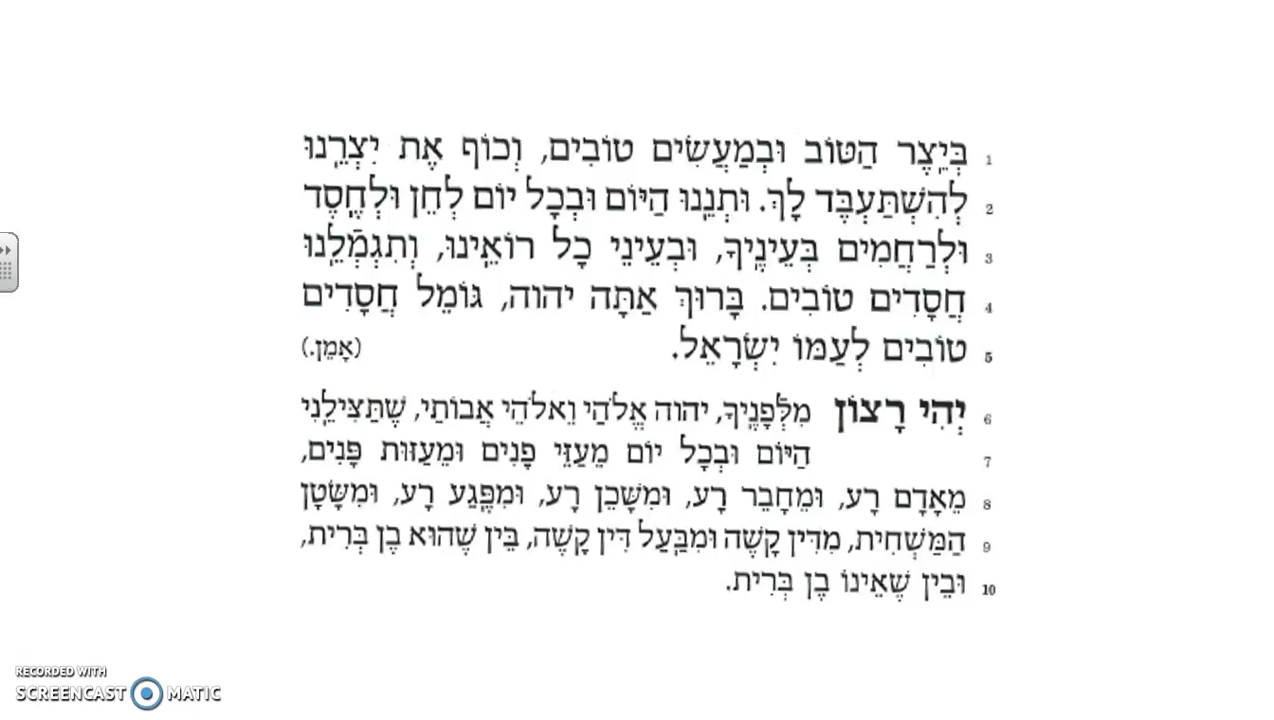 בְּיֵֽצֶר הַטּוֹב וּבְמַעֲשִׂים טוֹבִים, וְכוֹף אֶת יִצְרֵֽנוּ 1
לְהִשְׁתַּעְבֶּד לָךְ. וּתְנֵֽנוּ הַיּוֹם וּבְכָל יוֹם לְחֵן וּלְחֶֽסֶד 2
וּלְרַחֲמִים בְּעֵינֶֽיךָ, וּבְעֵינֵי כָל רוֹאֵֽינוּ, וְתִגְמְֿלֵֽנוּ 3
חֲסָדִים טוֹבִים. בָּרוּךְ אַתָּה יהוה, גּוֹמֵל חֲסָדִים 4
טוֹבִים לְעַמּוֹ יִשְׂרָאֵל. (אָמֵן.) 5
יְהִי רָצוֹן מִלְּֿפָנֶֽיךָ, יהוה אֱלֹהַי וֵאלֹהֵי אֲבוֹתַי, שֶׁתַּצִּילֵֽנִי 6
הַיּוֹם וּבְכָל יוֹם מֵעַזֵּי פָנִים וּמֵעַזּוּת פָּנִים, 7
מֵאָדָם רָע, וּמֵחָבֵר רָע, וּמִשָּׁכֵן רָע, וּמִפֶּֽגַע רָע, וּמִשָּׂטָן 8
הַמַּשְׁחִית, מִדִּין קָשֶׁה וּמִבַּֽעַל דִּין קָשֶׁה, בֵּין שֶׁהוּא בֶן בְּרִית, 9
וּבֵין שֶׁאֵינוֹ בֶן בְּרִית. 10
RECORDED WITH
SCREENCAST MATIC